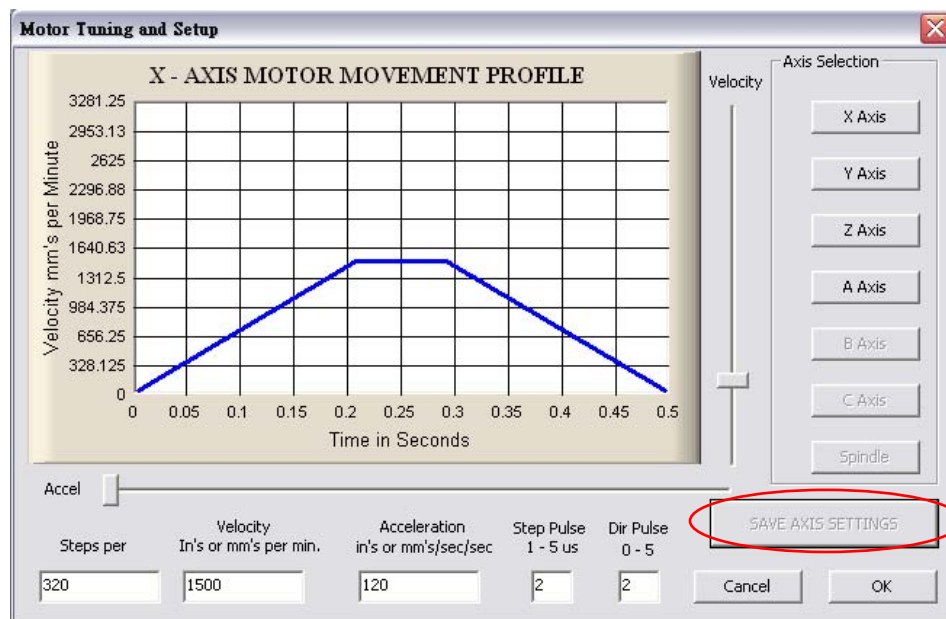 Motor Tuning and Setup
X - AXIS MOTOR MOVEMENT PROFILE
Velocity mm's per Minute
3281.25
2953.13
2625
2296.88
1968.75
1640.63
1312.5
984.375
656.25
328.125
0
0 0.05 0.1 0.15 0.2 0.25 0.3 0.35 0.4 0.45 0.5
Time in Seconds
Velocity
Axis Selection
X Axis
Y Axis
Z Axis
A Axis
B Axis
C Axis
Spindle
Accel
SAVE AXIS SETTINGS
Steps per
Velocity
In's or mm's per min.
Acceleration
in's or mm's/sec/sec
Step Pulse
1 - 5 us
Dir Pulse
0 - 5
320
1500
120
2
2
Cancel
OK